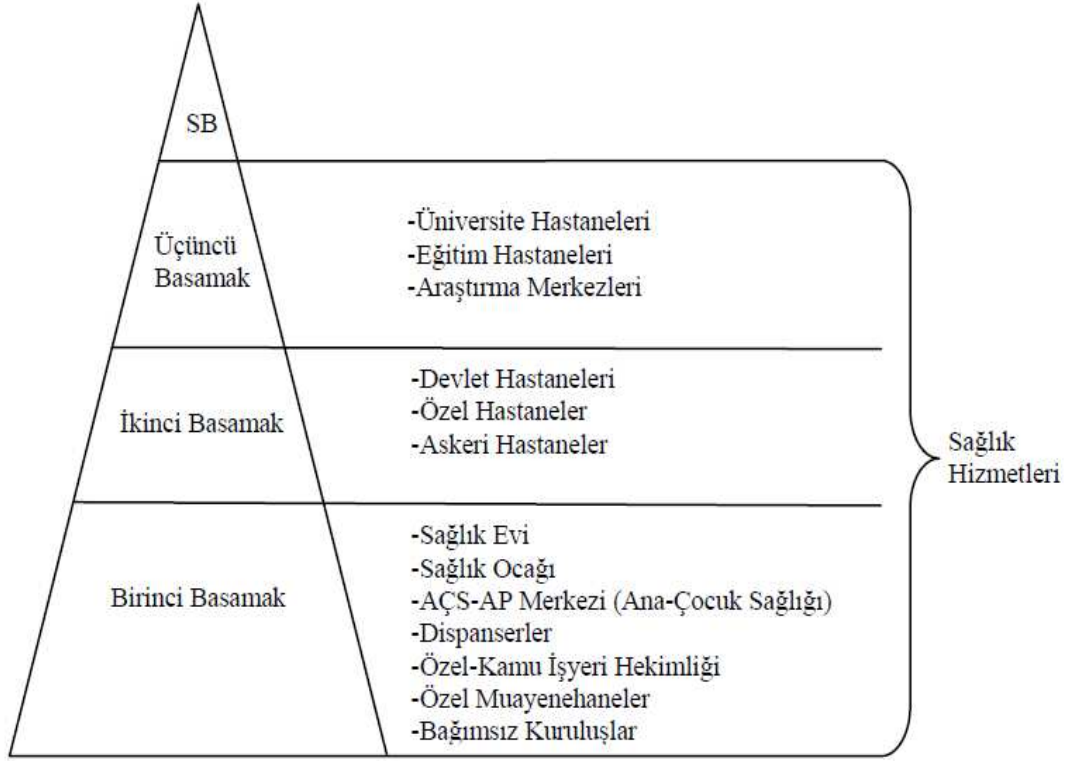 SB
Üçüncü
Basamak
-Üniversite Hastaneleri
-Eğitim Hastaneleri
-Araştırma Merkezleri
İkinci Basamak
-Devlet Hastaneleri
-Özel Hastaneler
-Askeri Hastaneler
Sağlık
Hizmetleri
Birinci Basamak
-Sağlık Evi
-Sağlık Ocağı
-AÇS-AP Merkezi (Ana-Çocuk Sağlığı)
-Dispanserler
-Özel-Kamu İşyeri Hekimliği
-Özel Muayenehaneler
-Bağımsız Kuruluşlar